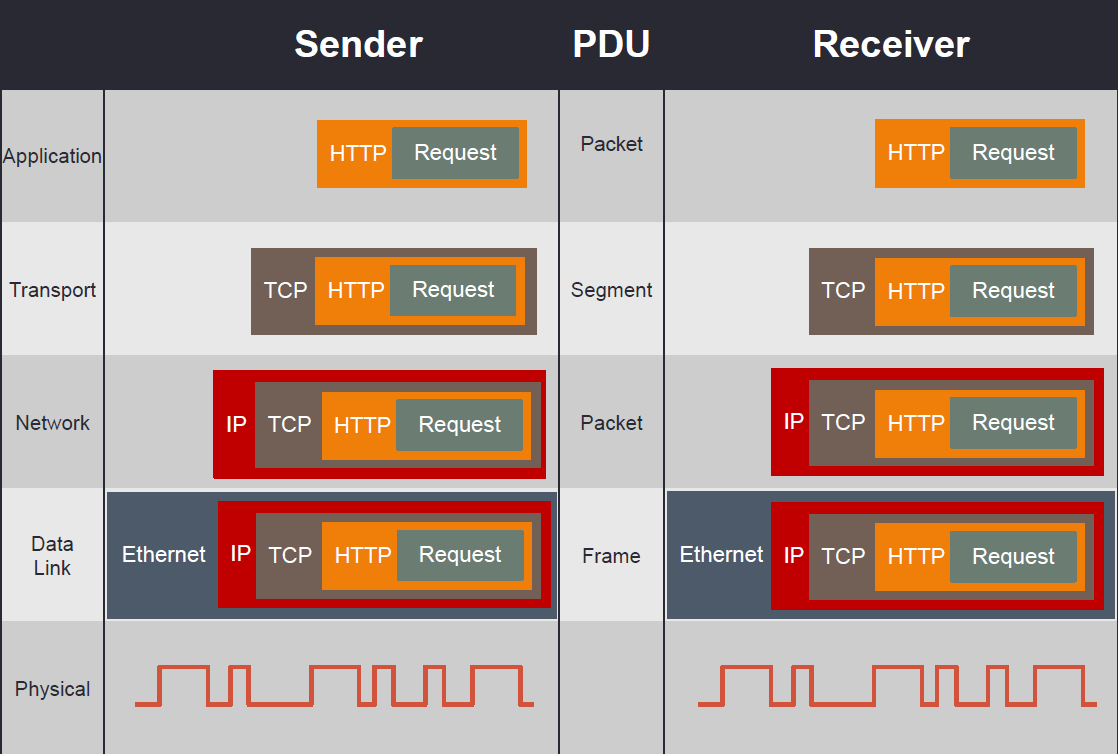 Sender PDU Receiver
Application HTTP Request Packet HTTP Request
Transport TCP HTTP Request Segment TCP HTTP Request
Network IP TCP HTTP Request Packet IP TCP HTTP Request
Data
Link
Ethernet IP TCP HTTP Request Frame Ethernet IP TCP HTTP Request
Physical